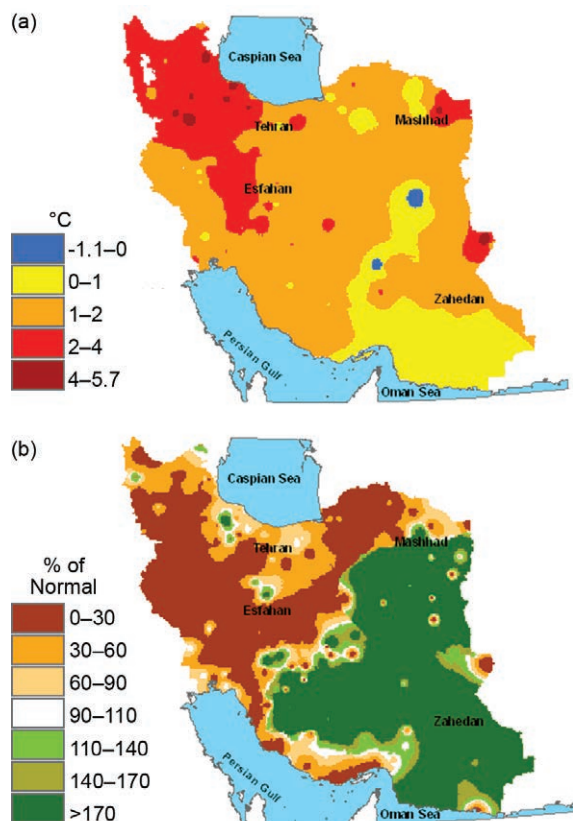 (a)
Caspian Sea
Tehran
Mashhad
Esfahan
°C
-1.1–0
0–1
1–2
2–4
4–5.7
Zahedan
Persian Gulf
Oman Sea
(b)
Caspian Sea
Tehran
Mashhad
% of
Normal
Esfahan
0–30
30–60
60–90
90–110
110–140
140–170
>170
Zahedan
Persian Gulf
Oman Sea